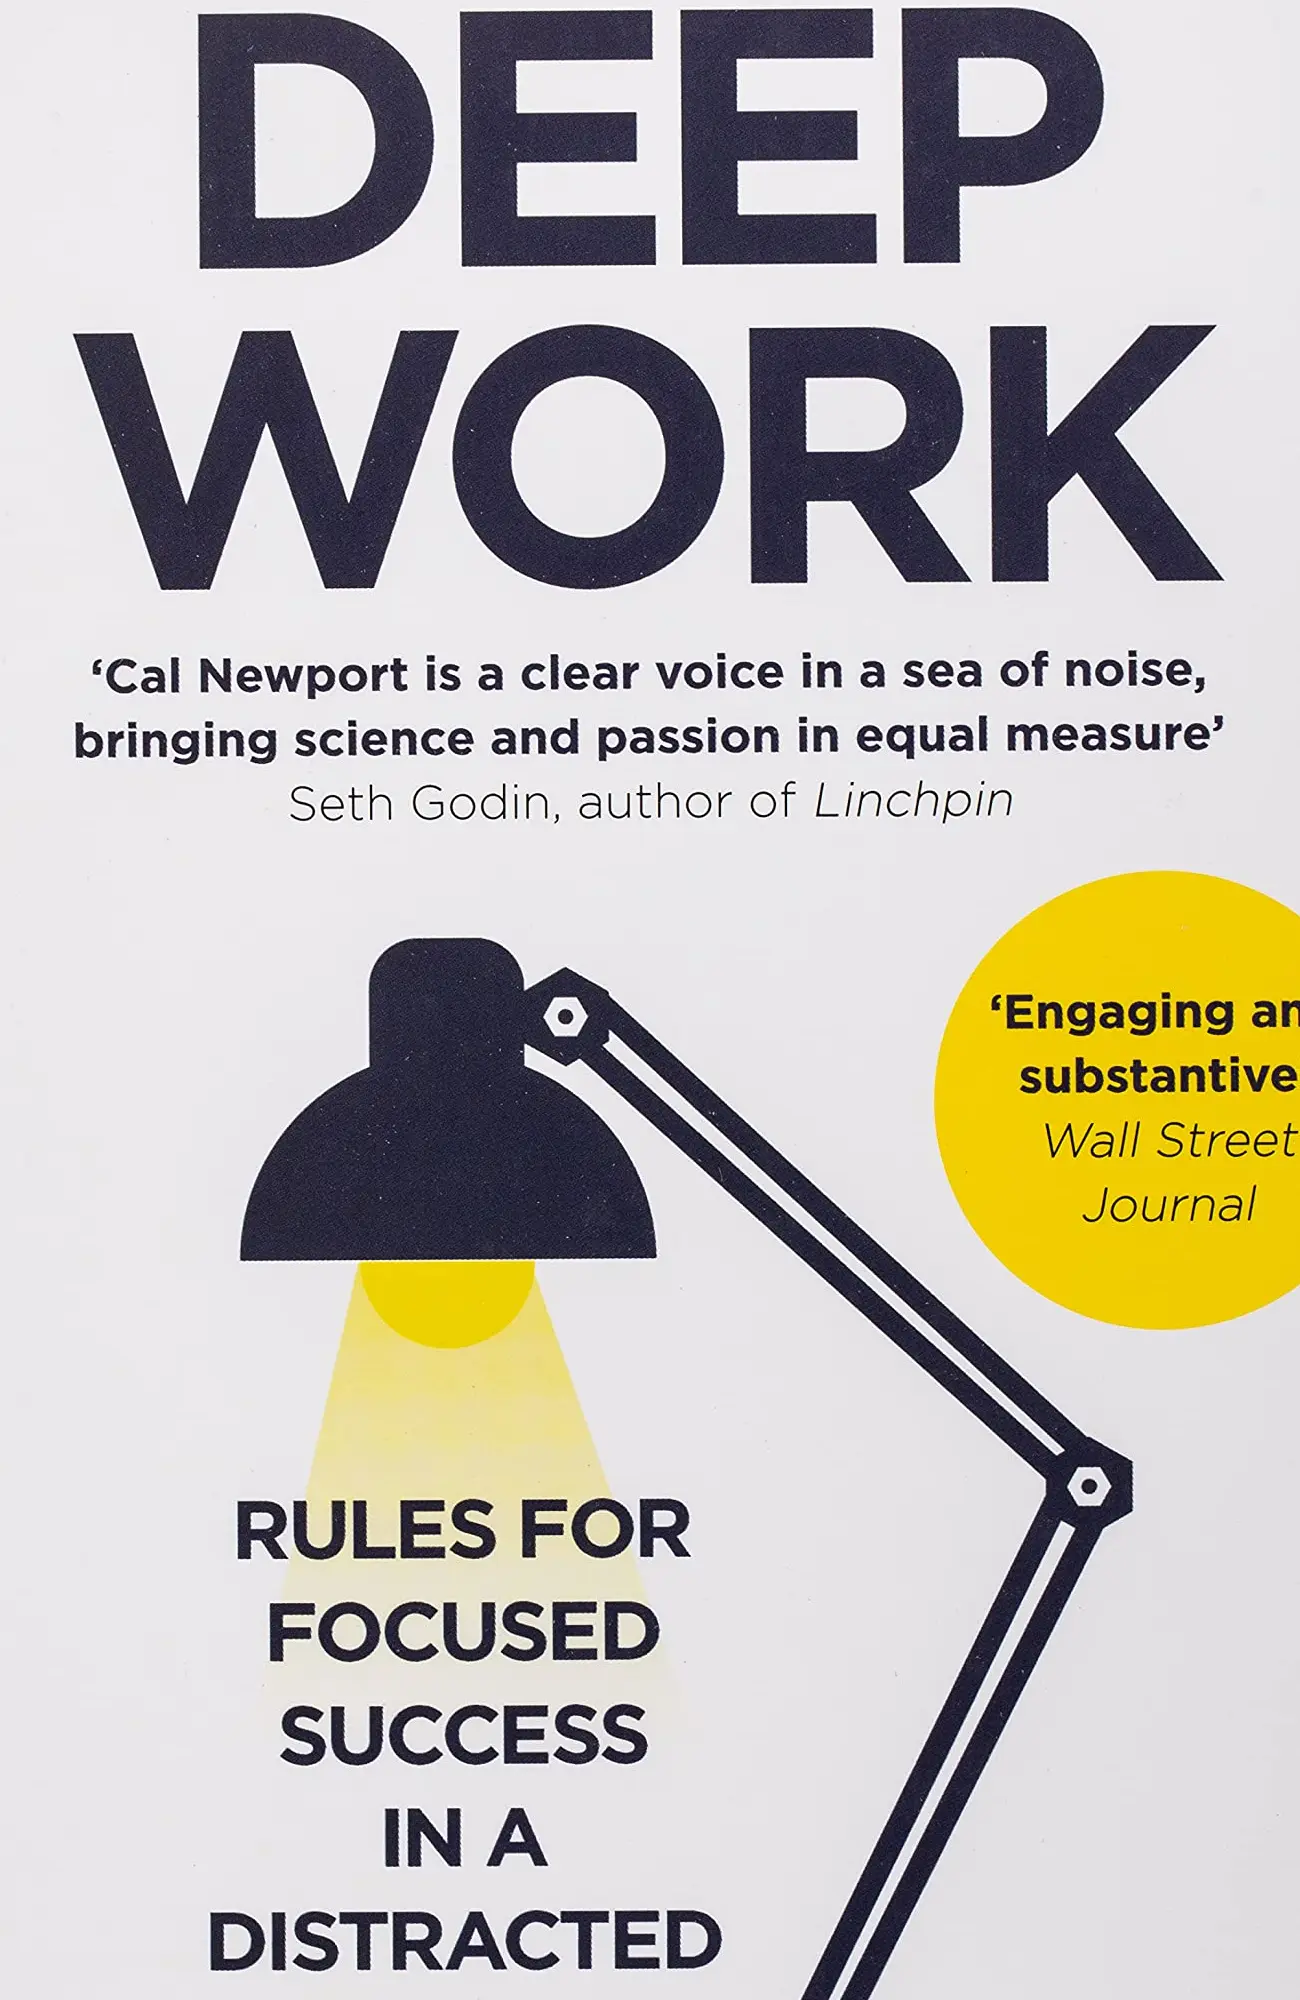 DEEP
WORK
‘Cal Newport is a clear voice in a sea of noise,
bringing science and passion in equal measure’
Seth Godin, author of Linchpin
‘Engaging an
substantive
Wall Street
Journal
RULES FOR
FOCUSED
SUCCESS
IN A
DISTRACTED